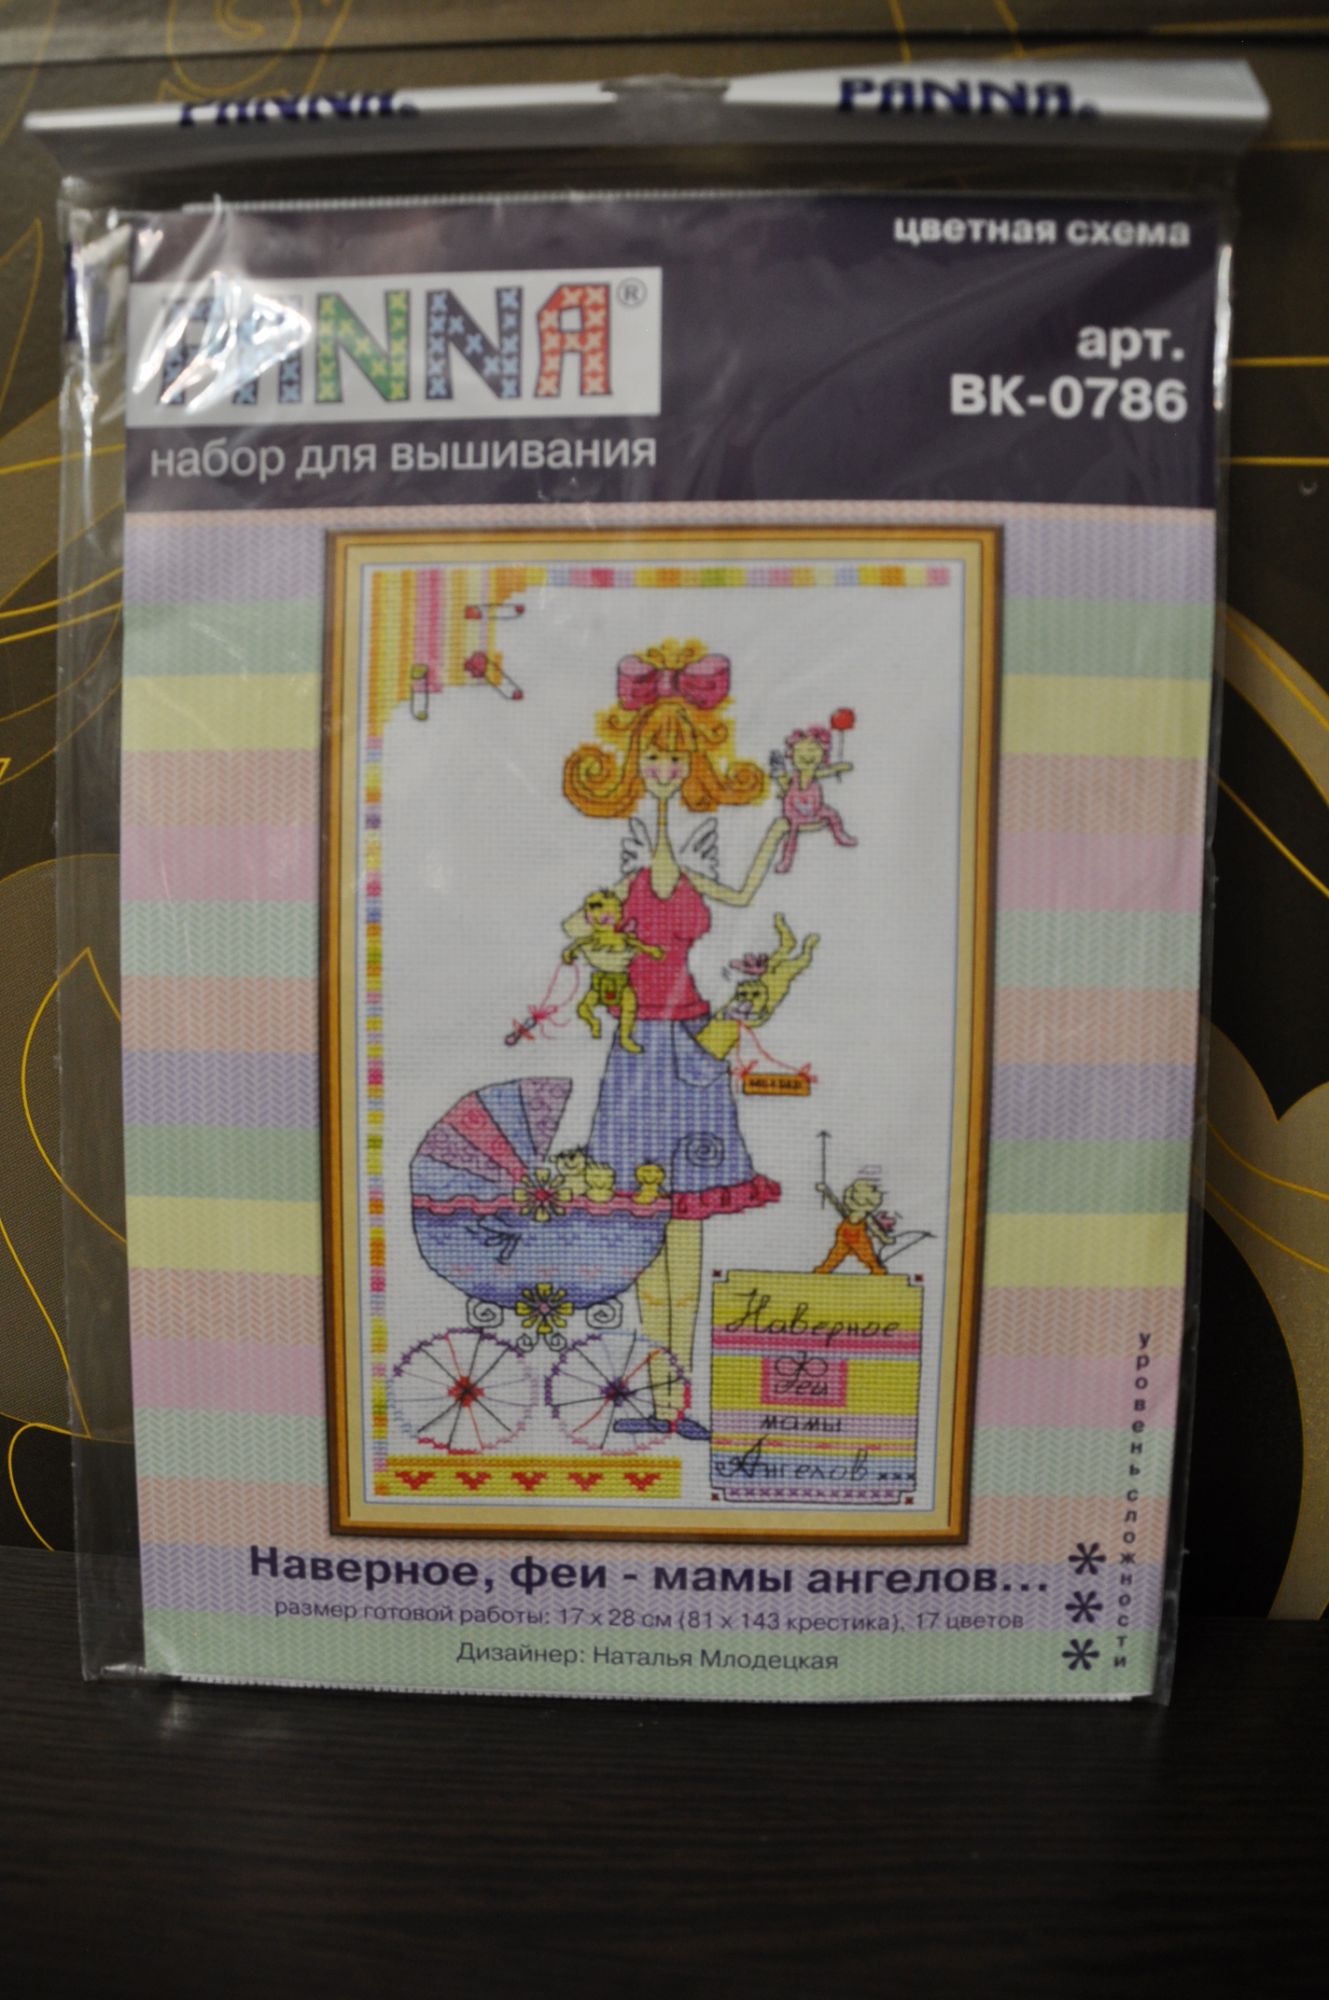 PANNA®
PANNA®
цветная схема
PANNA®
арт.
ВК-0786
набор для вышивания
Наверное
Феи
мамы
Ангелов...
уровень сложности
Наверное, феи - мамы ангелов...
размер готовой работы: 17 х 28 см (81 х 143 крестика), 17 цветов
Дизайнер: Наталья Млодецкая